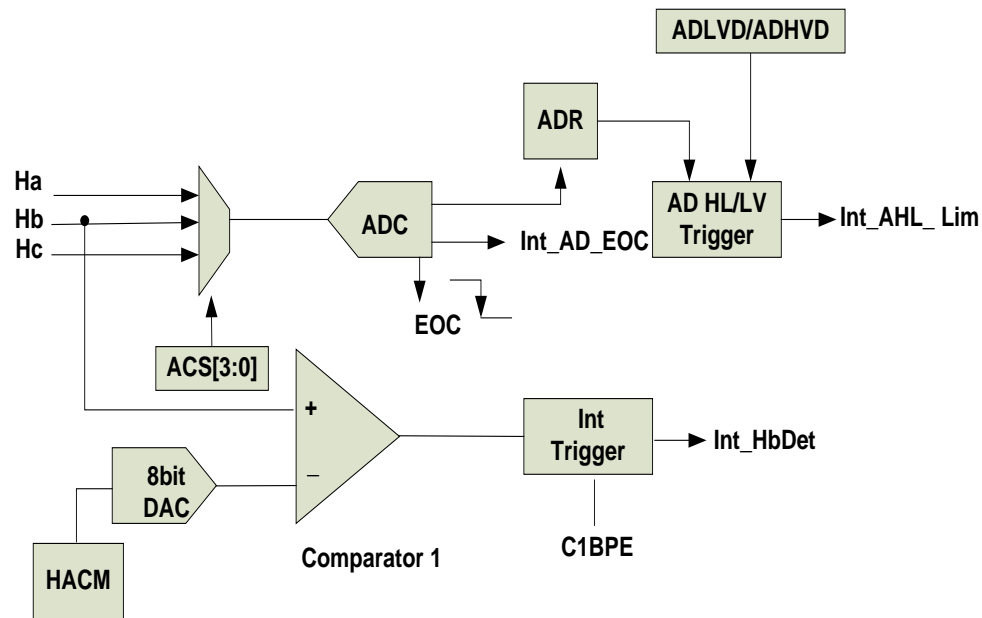 ADLVD/ADHVD
ADR
Ha
Hb
Hc
ADC
AD HL/LV
Trigger
Int_AHL_ Lim
Int_AD_EOC
EOC
ACS[3:0]
+
Int
Trigger
Int_HbDet
–
8bit
DAC
C1BPE
Comparator 1
HACM